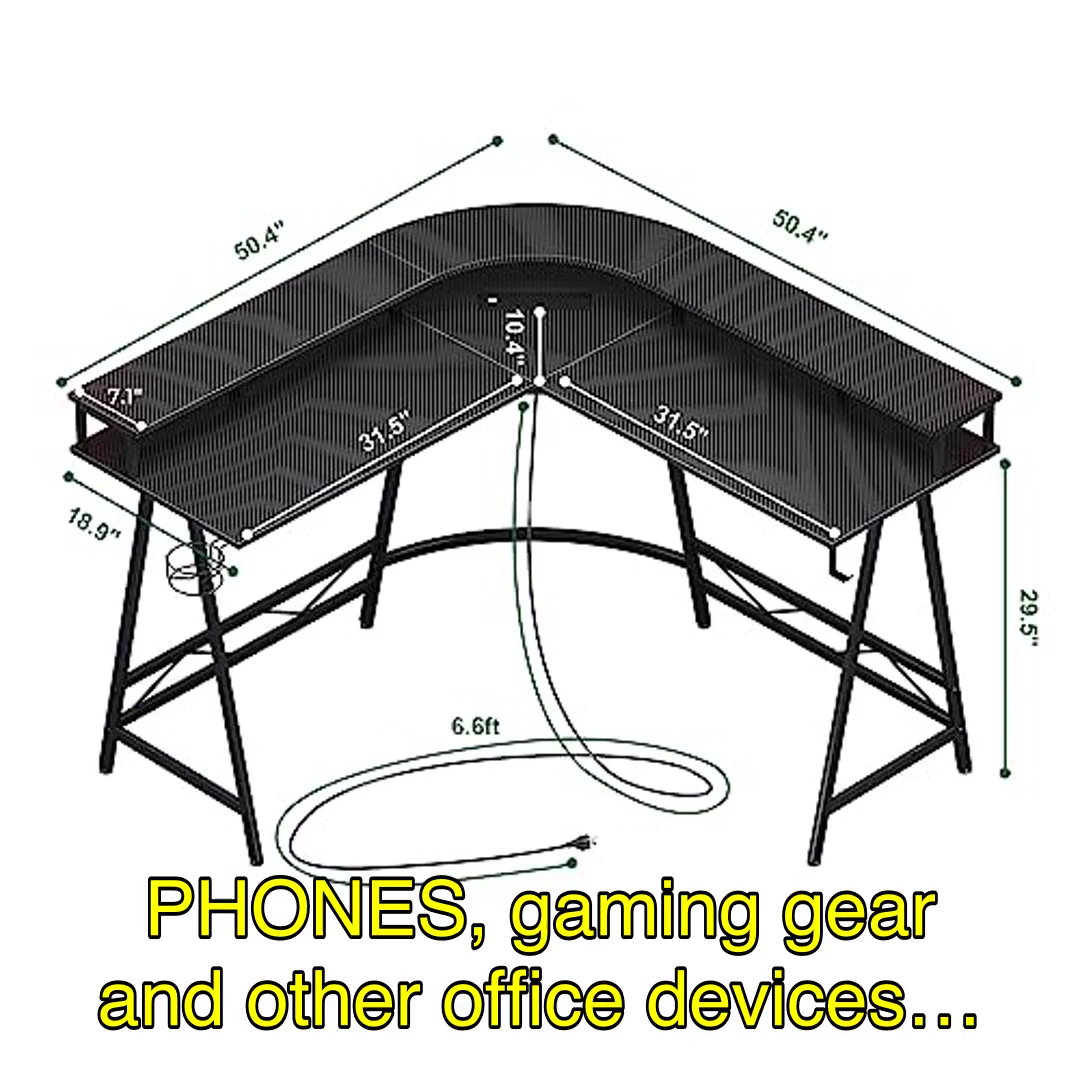 50.4"
50.4"
10.4"
7.1"
31.5"
31.5"
18.9"
29.5"
6.6ft
PHONES, gaming gear
and other office devices...